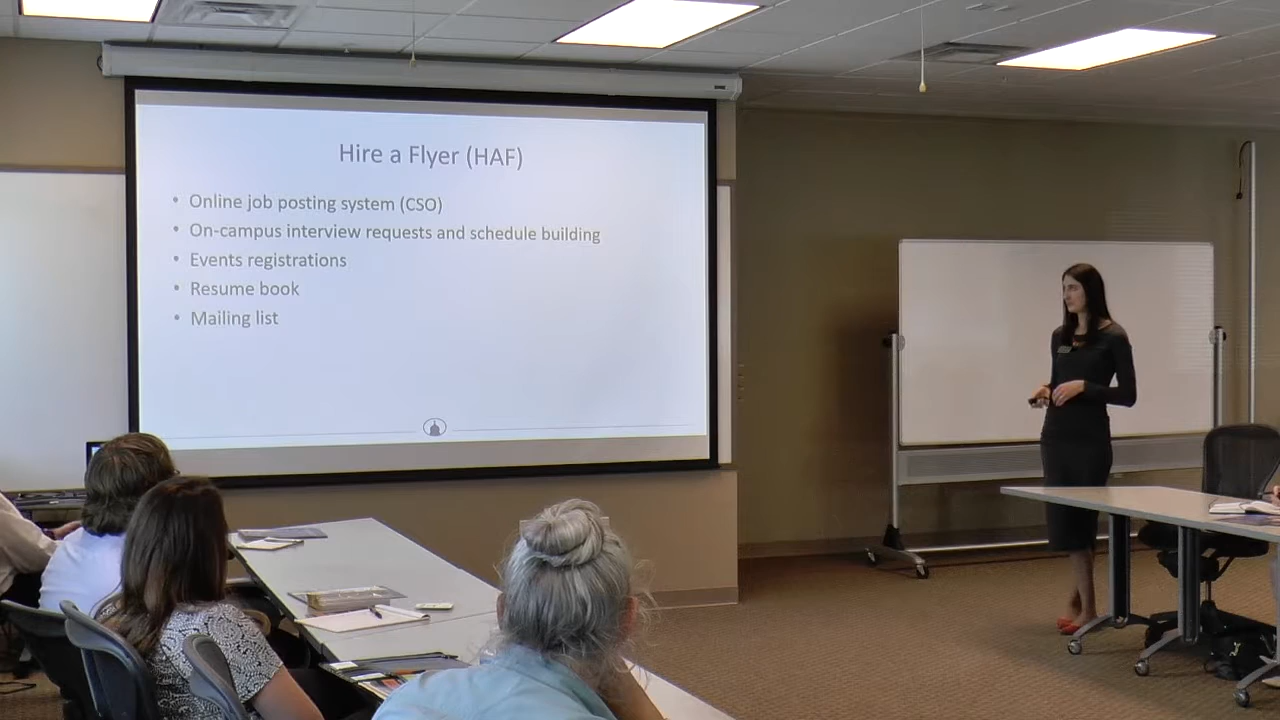 Hire a Flyer (HAF)
• Online job posting system (CSO)
• On-campus interview requests and schedule building
• Events registrations
• Resume book
• Mailing list